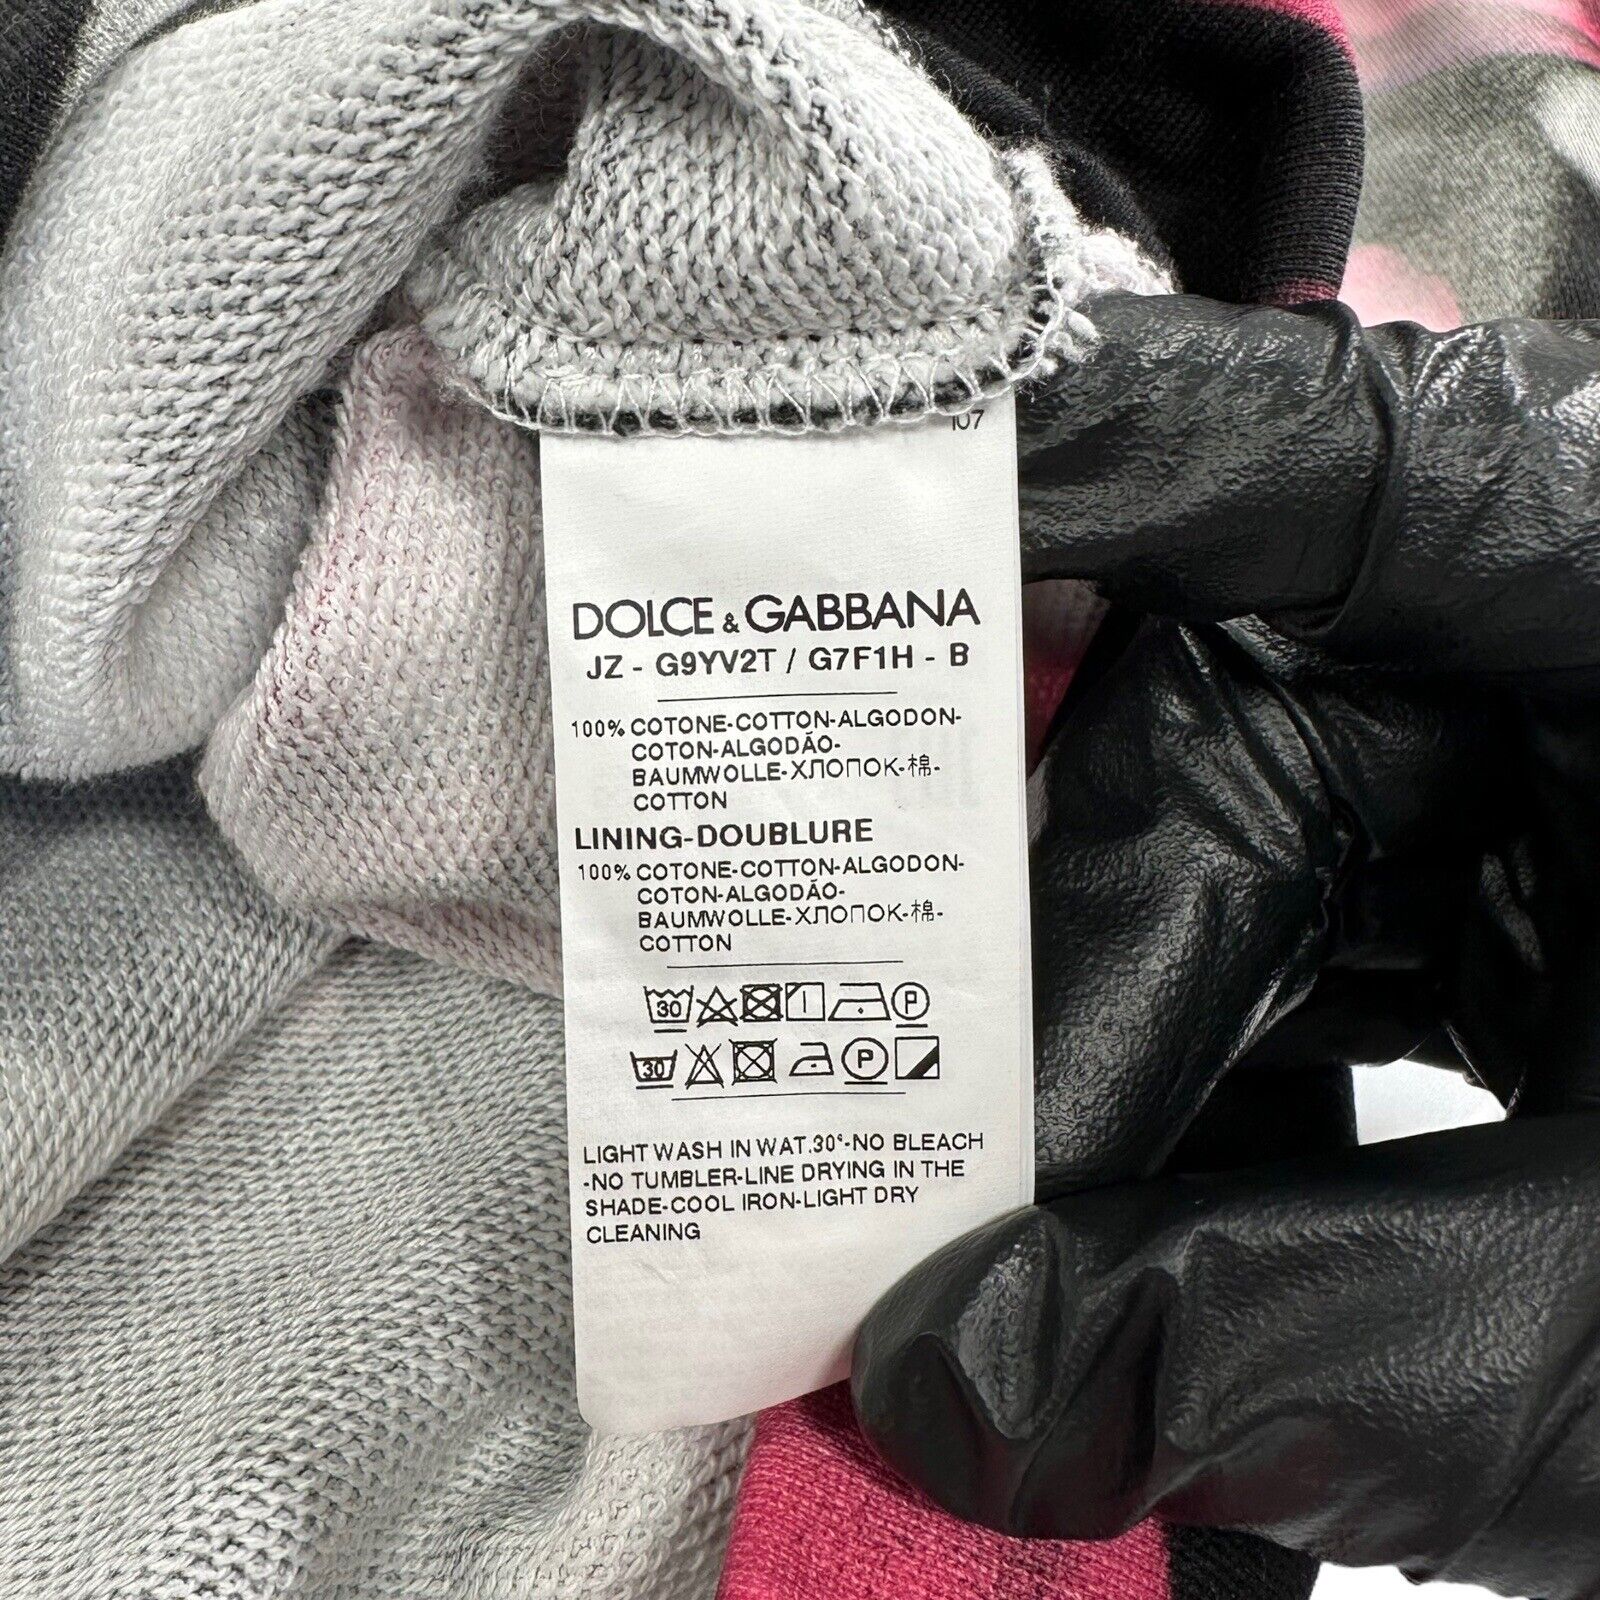 107
DOLCE & GABBANA
JZ - G9YV2T / G7F1H - B
100% COTONE-COTTON-ALGODON-
COTON-ALGODÃO-
BAUMWOLLE-ХЛОПОК-棉-
COTTON
LINING-DOUBLURE
100% COTONE-COTTON-ALGODON-
COTON-ALGODÃO-
BAUMWOLLE-ХЛОПОК-棉-
COTTON
30 P
30 P
LIGHT WASH IN WAT.30°-NO BLEACH
-NO TUMBLER-LINE DRYING IN THE
SHADE-COOL IRON-LIGHT DRY
CLEANING